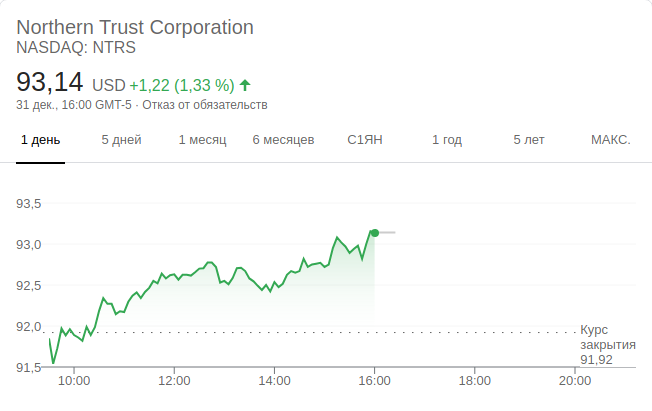 Northern Trust Corporation
NASDAQ: NTRS
93,14 USD +1,22 (1,33 %)
31 дек., 16:00 GMT-5 · Отказ от обязательств
1 день 5 дней 1 месяц 6 месяцев С1ЯН 1 год 5 лет МАКС.
93,5
93,0
92,5
92,0
Курс
закрытия
91,92
91,5
10:00 12:00 14:00 16:00 18:00 20:00